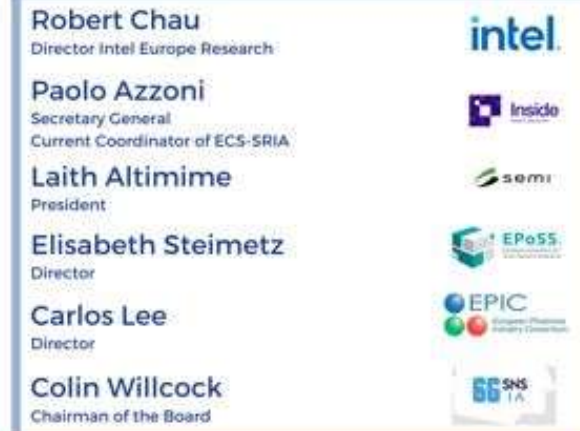 Robert Chau
Director Intel Europe Research
intel.
Paolo Azzoni
Secretary General
Current Coordinator of ECS-SRIA
Inside
Laith Altimime
President
semi
Elisabeth Steimetz
Director
EPoSS
Carlos Lee
Director
EPIC
European Photonics
Industry Consortium
Colin Willcock
Chairman of the Board
6G SNS
IA